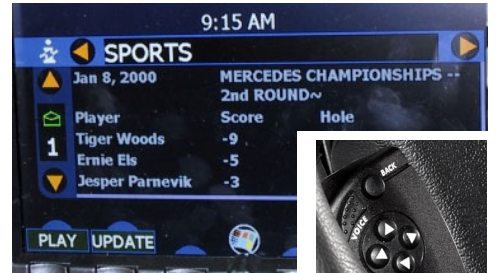 9:15 AM
SPORTS
Jan 8, 2000 MERCEDES CHAMPIONSHIPS --
2nd ROUND~
Player Score Hole
1
Tiger Woods -9
Ernie Els -5
Jesper Parnevik -3
PLAY UPDATE
BACK
VOICE